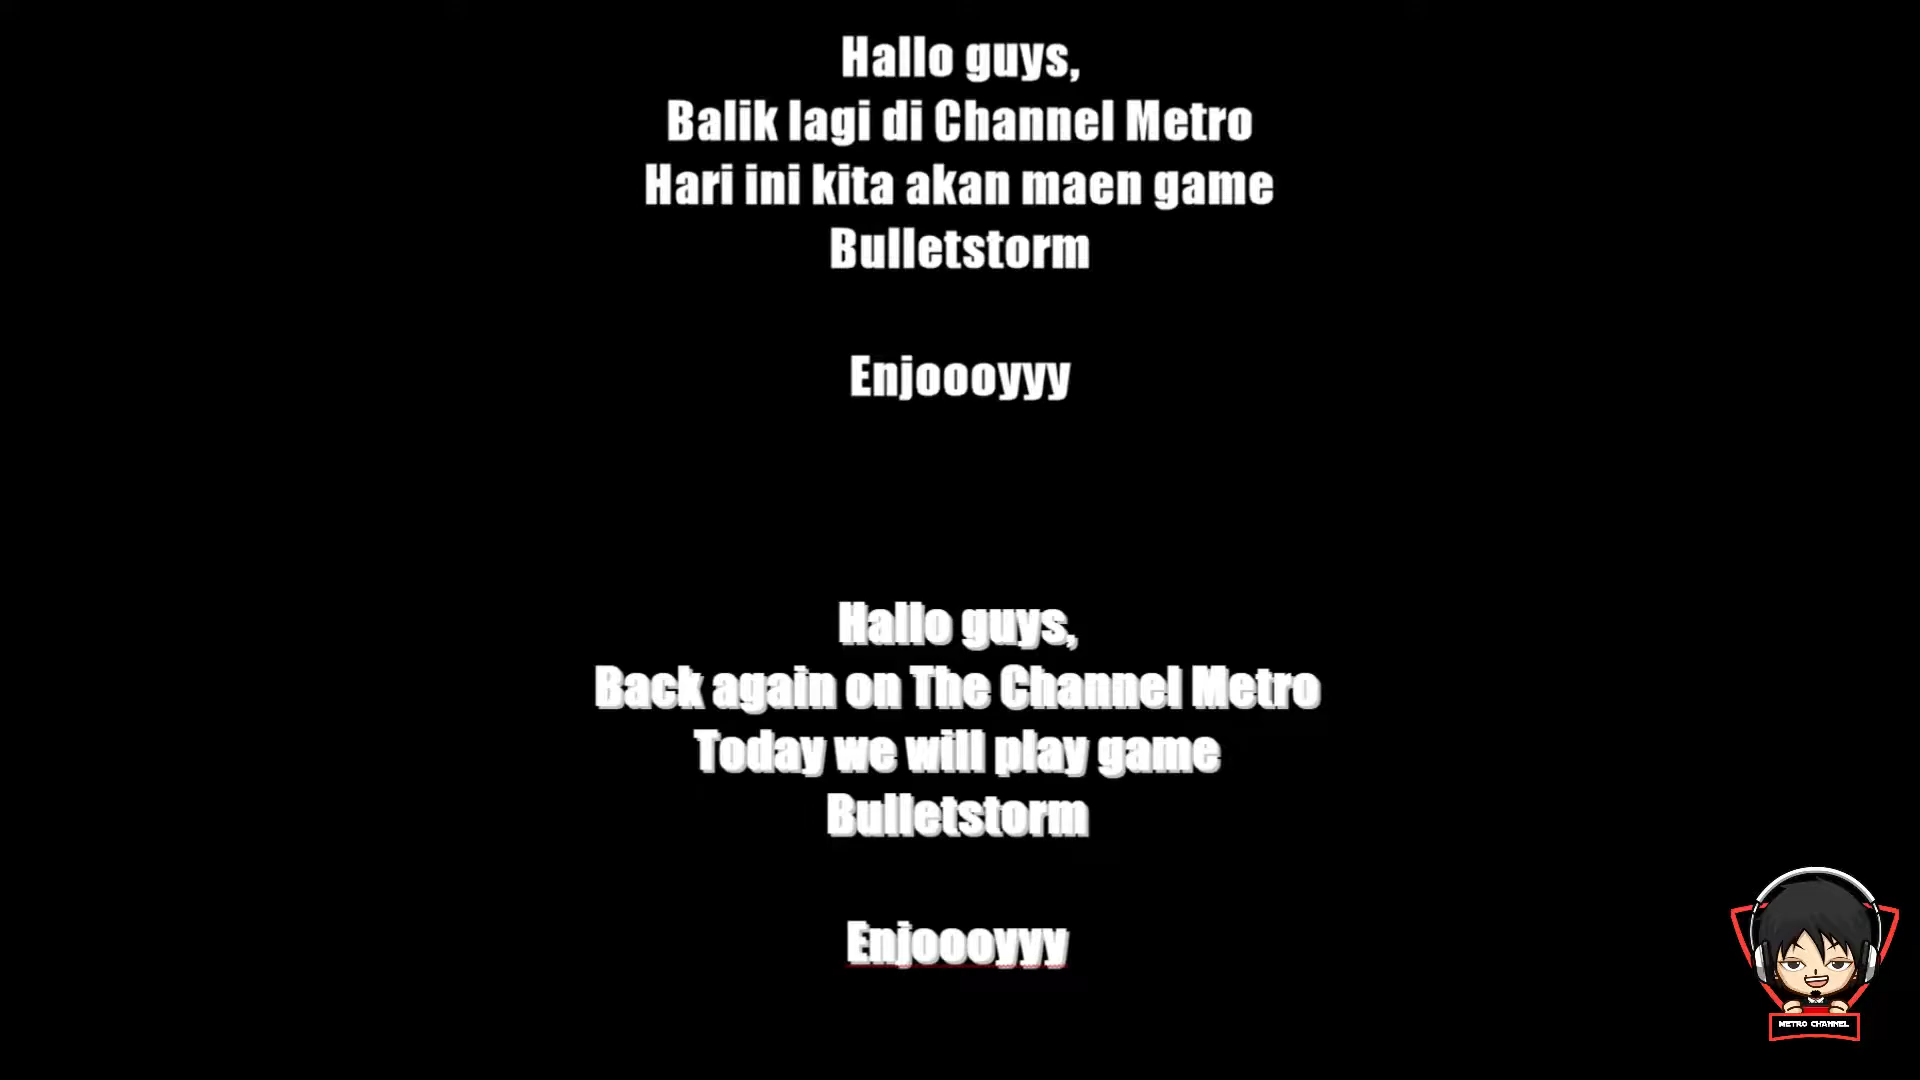 Hallo guys,
Balik lagi di Channel Metro
Hari ini kita akan maen game
Bulletstorm
Enjoooyyy
Hallo guys,
Back again on The Channel Metro
Today we will play game
Bulletstorm
Enjoooyyy
METRO CHANNEL